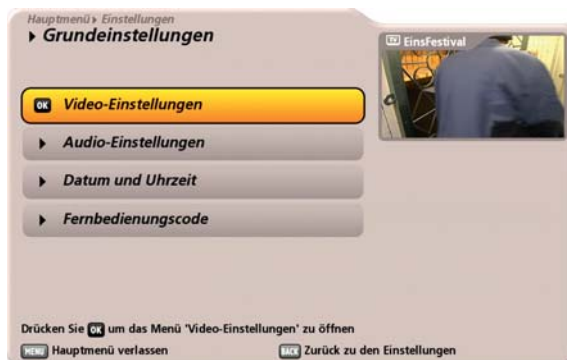 Hauptmenü▸ Einstellungen
▸ Grundeinstellungen
TV EinsFestival
OK Video-Einstellungen
▸ Audio-Einstellungen
▸ Datum und Uhrzeit
▸ Fernbedienungscode
Drücken Sie OK um das Menü 'Video-Einstellungen' zu öffnen
MENU Hauptmenü verlassen
BACK Zurück zu den Einstellungen